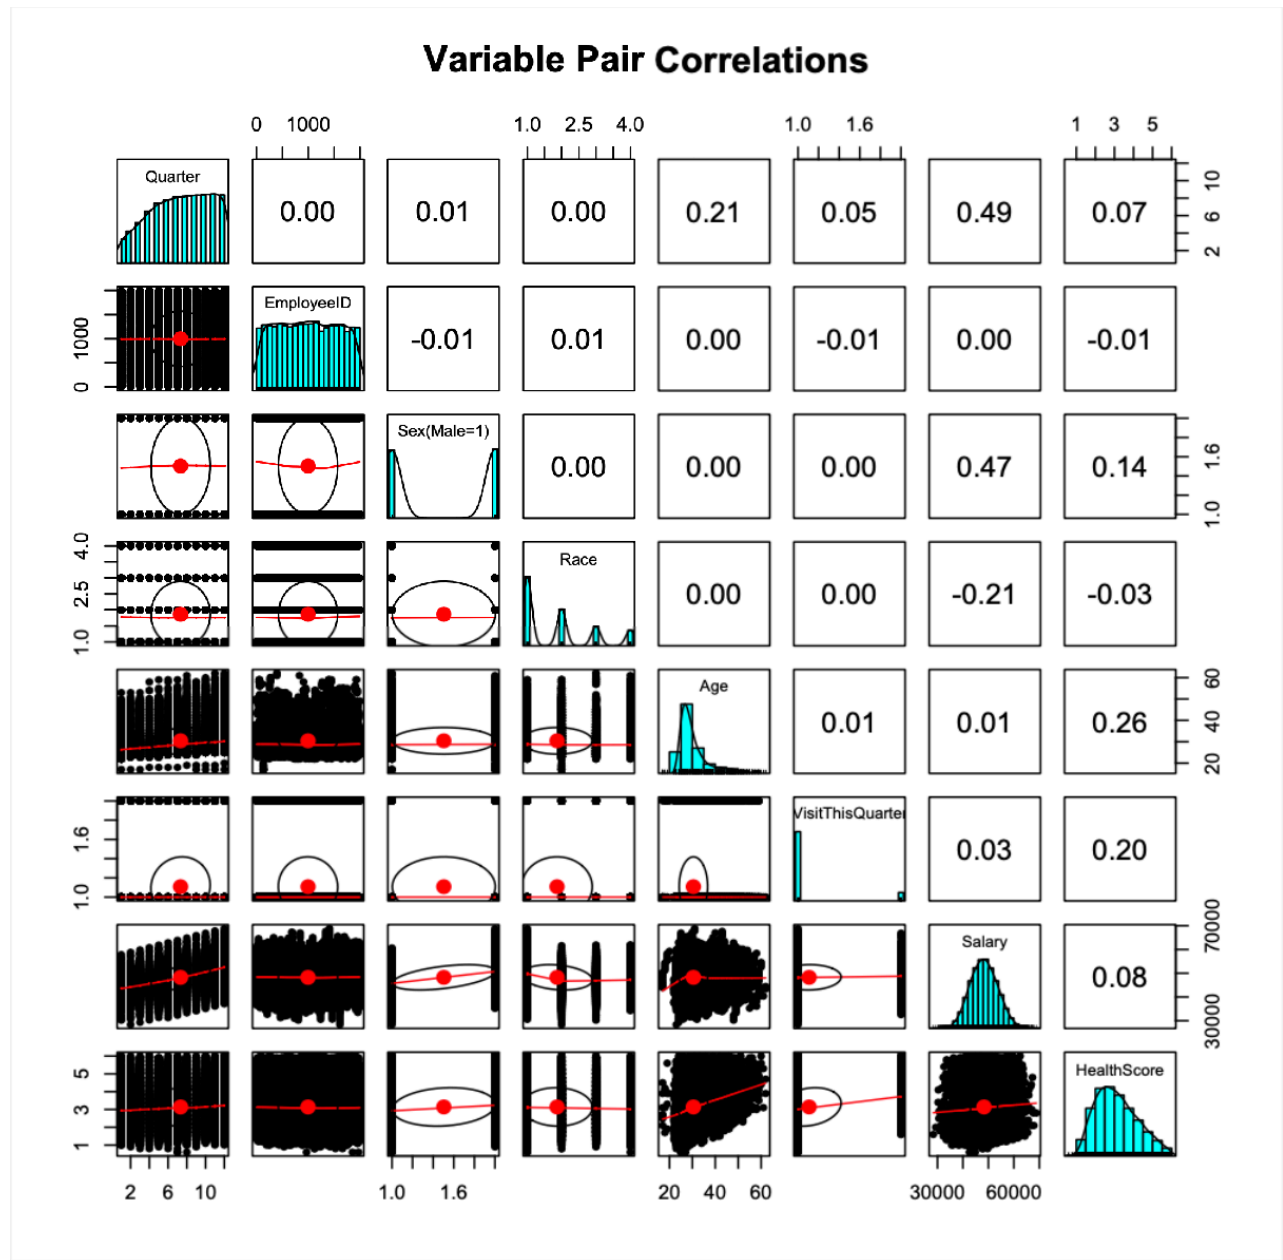 Variable Pair Correlations
0 1000 1.0 2.5 4.0 1.0 1.6 1 3 5
Quarter 0.00 0.01 0.00 0.21 0.05 0.49 0.07 2 6 10
0 1000 EmployeeID -0.01 0.01 0.00 -0.01 0.00 -0.01
Sex(Male=1) 0.00 0.00 0.00 0.47 0.14 1.0 1.6
1.0 2.5 4.0 Race 0.00 0.00 -0.21 -0.03
Age 0.01 0.01 0.26 20 40 60
1.0 1.6 VisitThisQuarter 0.03 0.20
Salary 0.08 30000 70000
1 3 5 HealthScore
2 6 10 1.0 1.6 20 40 60 30000 60000